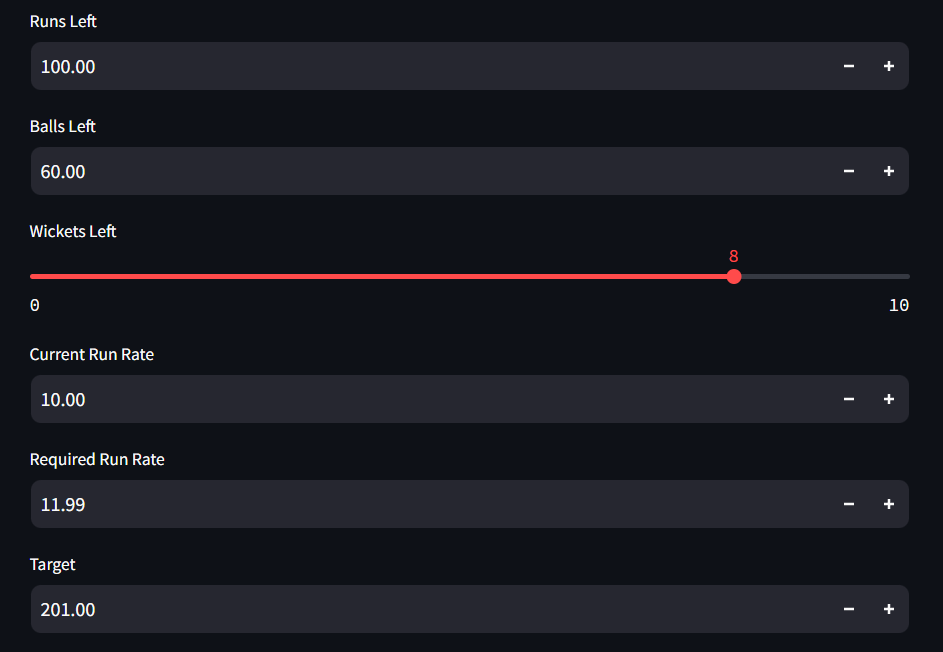 Runs Left
100.00
Balls Left
60.00
Wickets Left
8
0 10
Current Run Rate
10.00
Required Run Rate
11.99
Target
201.00